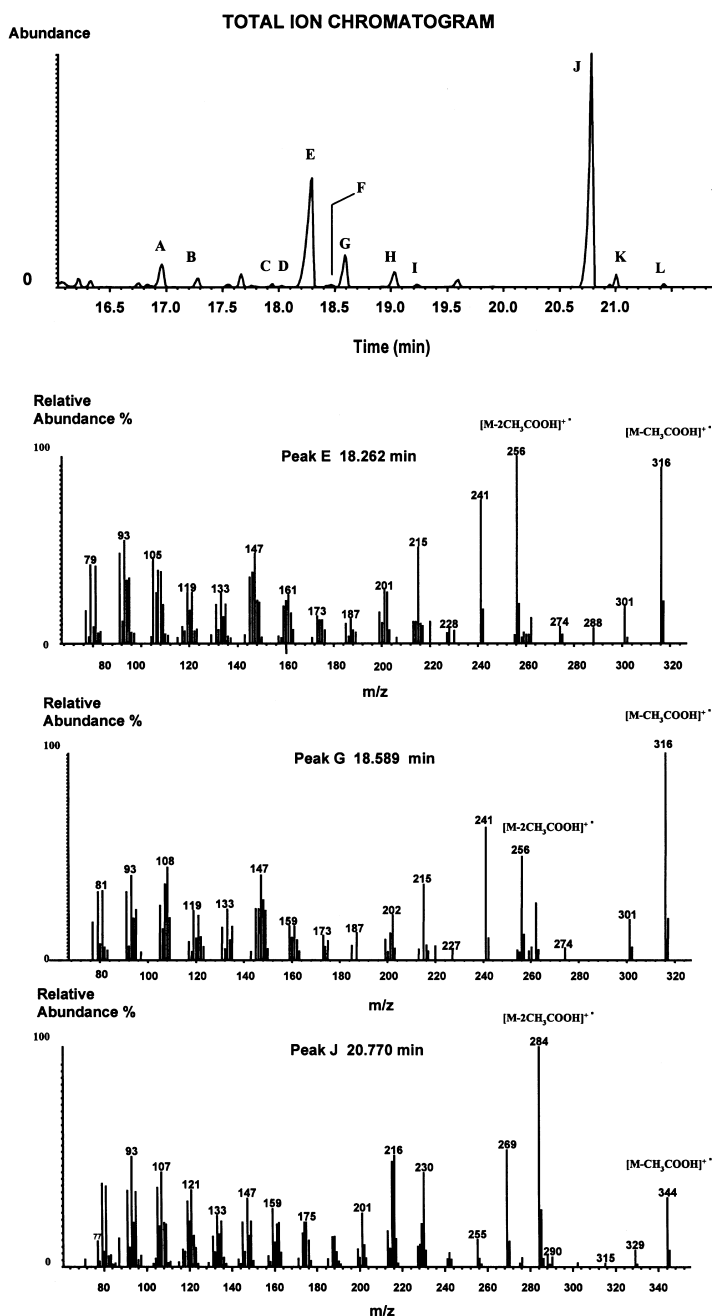 TOTAL ION CHROMATOGRAM
Abundance
J
E
F
A
B
C D
G
H
I
K
L
0
16.5 17.0 17.5 18.0 18.5 19.0 19.5 20.0 20.5 21.0
Time (min)
Relative
Abundance %
[M-2CH3COOH]+•
[M-CH3COOH]+•
100
Peak E 18.262 min
256
316
241
93
79
105
147
215
119
133
161
201
173
187
228
274
288
301
0
80 100 120 140 160 180 200 220 240 260 280 300 320
m/z
Relative
Abundance %
[M-CH3COOH]+•
100
Peak G 18.589 min
316
241
[M-2CH3COOH]+•
256
81
93
108
147
215
119
133
159
173
187
202
227
274
301
0
80 100 120 140 160 180 200 220 240 260 280 300 320
m/z
Relative
Abundance %
[M-2CH3COOH]+•
100
Peak J 20.770 min
284
93
107
121
216
230
269
[M-CH3COOH]+•
77
147
159
175
201
255
290
315
329
344
0
80 100 120 140 160 180 200 220 240 260 280 300 320 340
m/z